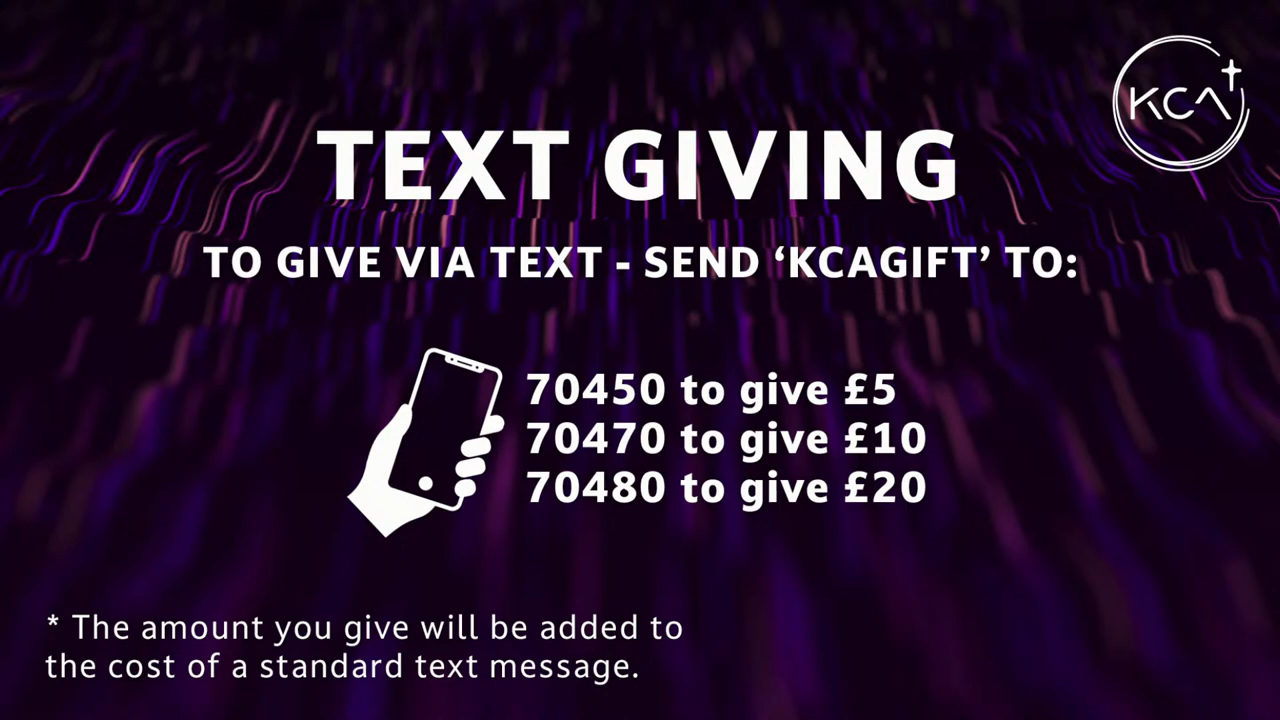 KCA
TEXT GIVING
TO GIVE VIA TEXT - SEND ‘KCAGIFT’ TO:
70450 to give £5
70470 to give £10
70480 to give £20
* The amount you give will be added to
the cost of a standard text message.